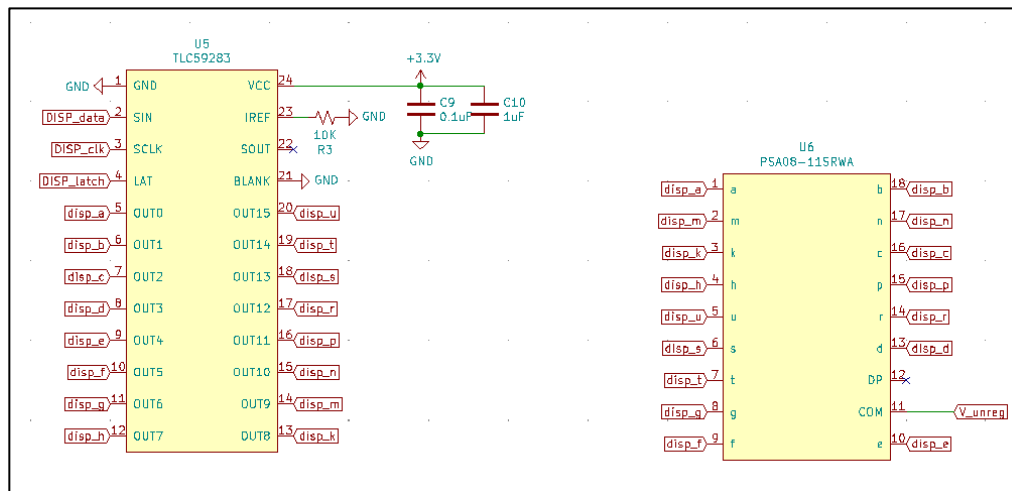 U5
TLC59283
GND 1 GND VCC 24
DISP_data 2 SIN IREF 23 10K R3 GND
DISP_clk 3 SCLK SOUT 22
DISP_latch 4 LAT BLANK 21 GND
disp_a 5 OUT0 OUT15 20 disp_u
disp_b 6 OUT1 OUT14 19 disp_t
disp_c 7 OUT2 OUT13 18 disp_s
disp_d 8 OUT3 OUT12 17 disp_r
disp_e 9 OUT4 OUT11 16 disp_p
disp_f 10 OUT5 OUT10 15 disp_n
disp_g 11 OUT6 OUT9 14 disp_m
disp_h 12 OUT7 OUT8 13 disp_k
+3.3V
C9 C10
0.1uF 1uF
GND
U6
PSA08-11SRWA
disp_a 1 a b 18 disp_b
disp_m 2 m n 17 disp_n
disp_k 3 k c 16 disp_c
disp_h 4 h p 15 disp_p
disp_u 5 u r 14 disp_r
disp_s 6 s d 13 disp_d
disp_t 7 t DP 12
disp_g 8 g COM 11 V_unreg
disp_f 9 f e 10 disp_e